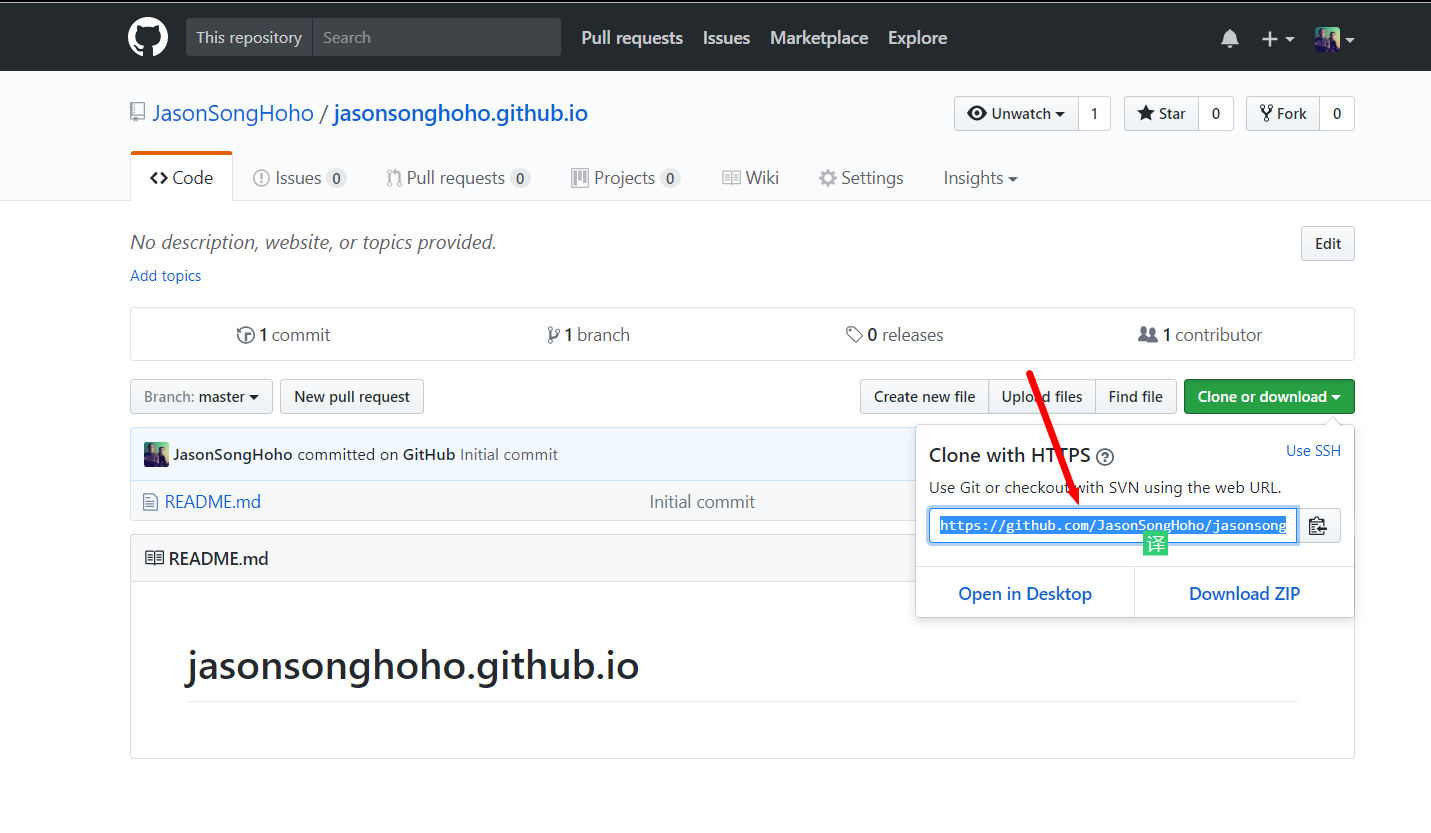 This repository Search Pull requests Issues Marketplace Explore
JasonSongHoho / jasonsonghoho.github.io Unwatch 1 Star 0 Fork 0
Code Issues 0 Pull requests 0 Projects 0 Wiki Settings Insights
No description, website, or topics provided. Edit
Add topics
1 commit 1 branch 0 releases 1 contributor
Branch: master New pull request Create new file Upload files Find file Clone or download
JasonSongHoho committed on GitHub Initial commit
README.md Initial commit
Clone with HTTPS ? Use SSH
Use Git or checkout with SVN using the web URL.
https://github.com/JasonSongHoho/jasonsong
译
Open in Desktop Download ZIP
README.md
jasonsonghoho.github.io